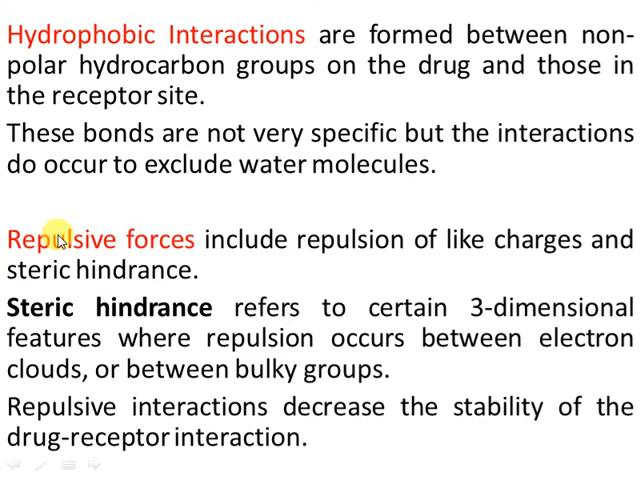 Hydrophobic Interactions are formed between non-
polar hydrocarbon groups on the drug and those in
the receptor site.
These bonds are not very specific but the interactions
do occur to exclude water molecules.
Repulsive forces include repulsion of like charges and
steric hindrance.
Steric hindrance refers to certain 3-dimensional
features where repulsion occurs between electron
clouds, or between bulky groups.
Repulsive interactions decrease the stability of the
drug-receptor interaction.